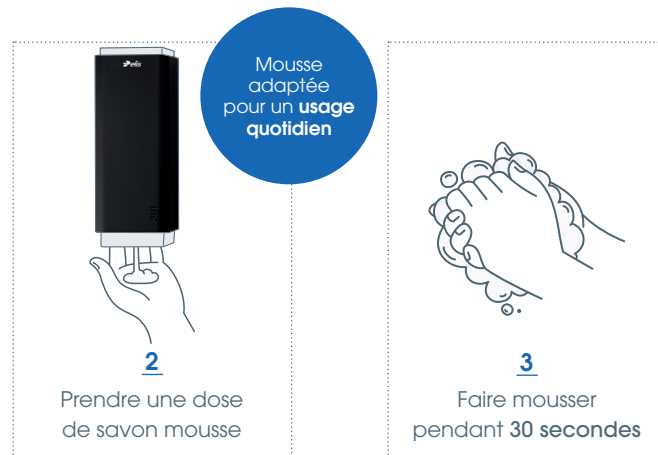 elis
Mousse
adaptée
pour un usage
quotidien
2
Prendre une dose
de savon mousse
3
Faire mousser
pendant 30 secondes